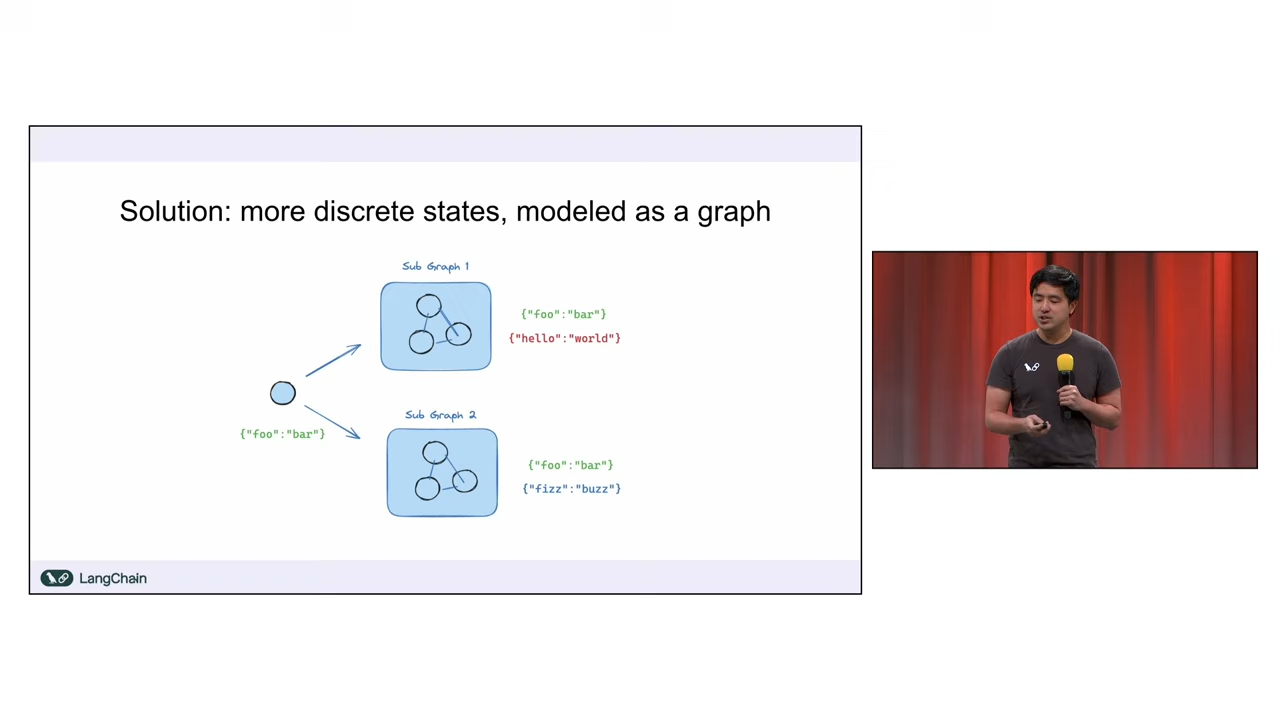 Solution: more discrete states, modeled as a graph
Sub Graph 1
{"foo":"bar"}
{"hello":"world"}
{"foo":"bar"}
Sub Graph 2
{"foo":"bar"}
{"fizz":"buzz"}
LangChain